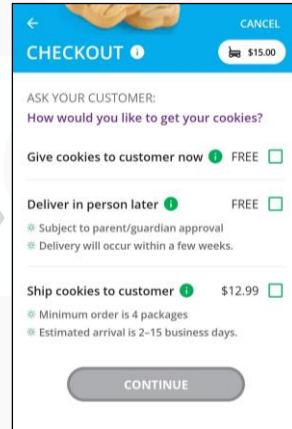 CANCEL
CHECKOUT i $15.00
ASK YOUR CUSTOMER:
How would you like to get your cookies?
Give cookies to customer now i FREE
Deliver in person later i FREE
Subject to parent/guardian approval
Delivery will occur within a few weeks.
Ship cookies to customer i $12.99
Minimum order is 4 packages
Estimated arrival is 2–15 business days.
CONTINUE